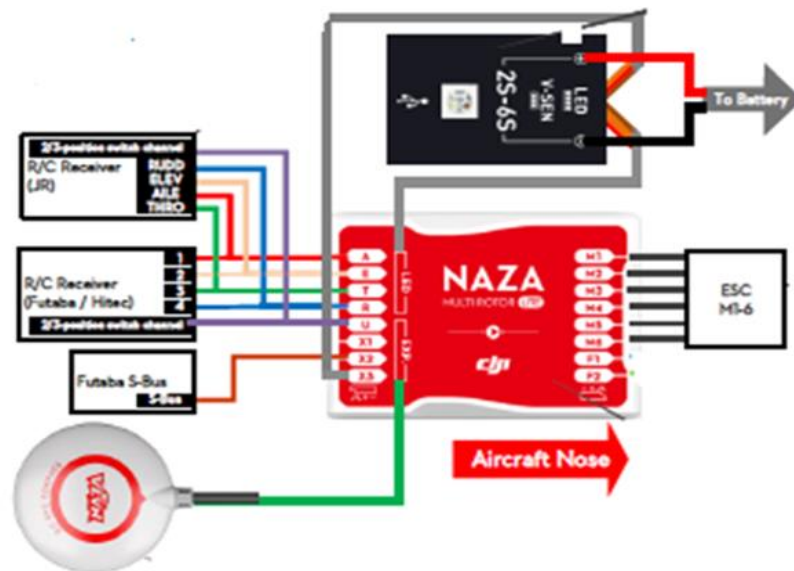 LED
V-SEN
2S-6S
To Battery
2/3-position switch channel
R/C Receiver
(JR)
RUDD
ELEV
AILE
THRO
R/C Receiver
(Futaba / Hitec)
1
2
3
4
2/3-position switch channel
Futaba S-Bus
S-Bus
A
E
T
R
U
X1
X2
X3
LED
EXP.
NAZA
MULTI ROTOR LITE
dji
M1
M2
M3
M4
M5
M6
F1
F2
ESC
M1-6
Aircraft Nose